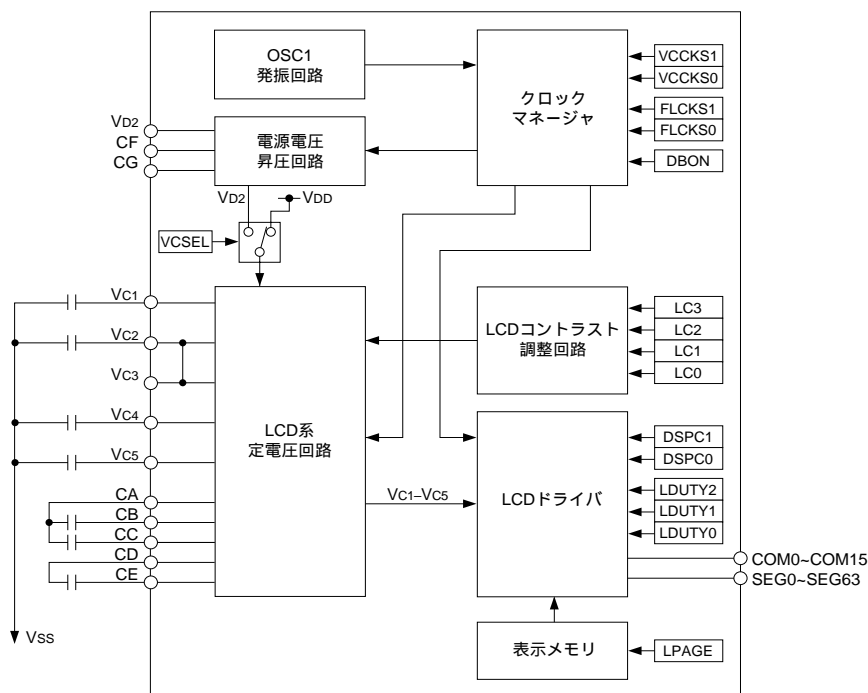 OSC1
発振回路
クロック
マネージャ
VCCKS1
VCCKS0
FLCKS1
FLCKS0
DBON
VD2
CF
CG
電源電圧
昇圧回路
VD2
VDD
VCSEL
VC1
VC2
VC3
VC4
VC5
CA
CB
CC
CD
CE
VSS
LCD系
定電圧回路
LCDコントラスト
調整回路
LC3
LC2
LC1
LC0
VC1–VC5
LCDドライバ
DSPC1
DSPC0
LDUTY2
LDUTY1
LDUTY0
COM0~COM15
SEG0~SEG63
表示メモリ
LPAGE